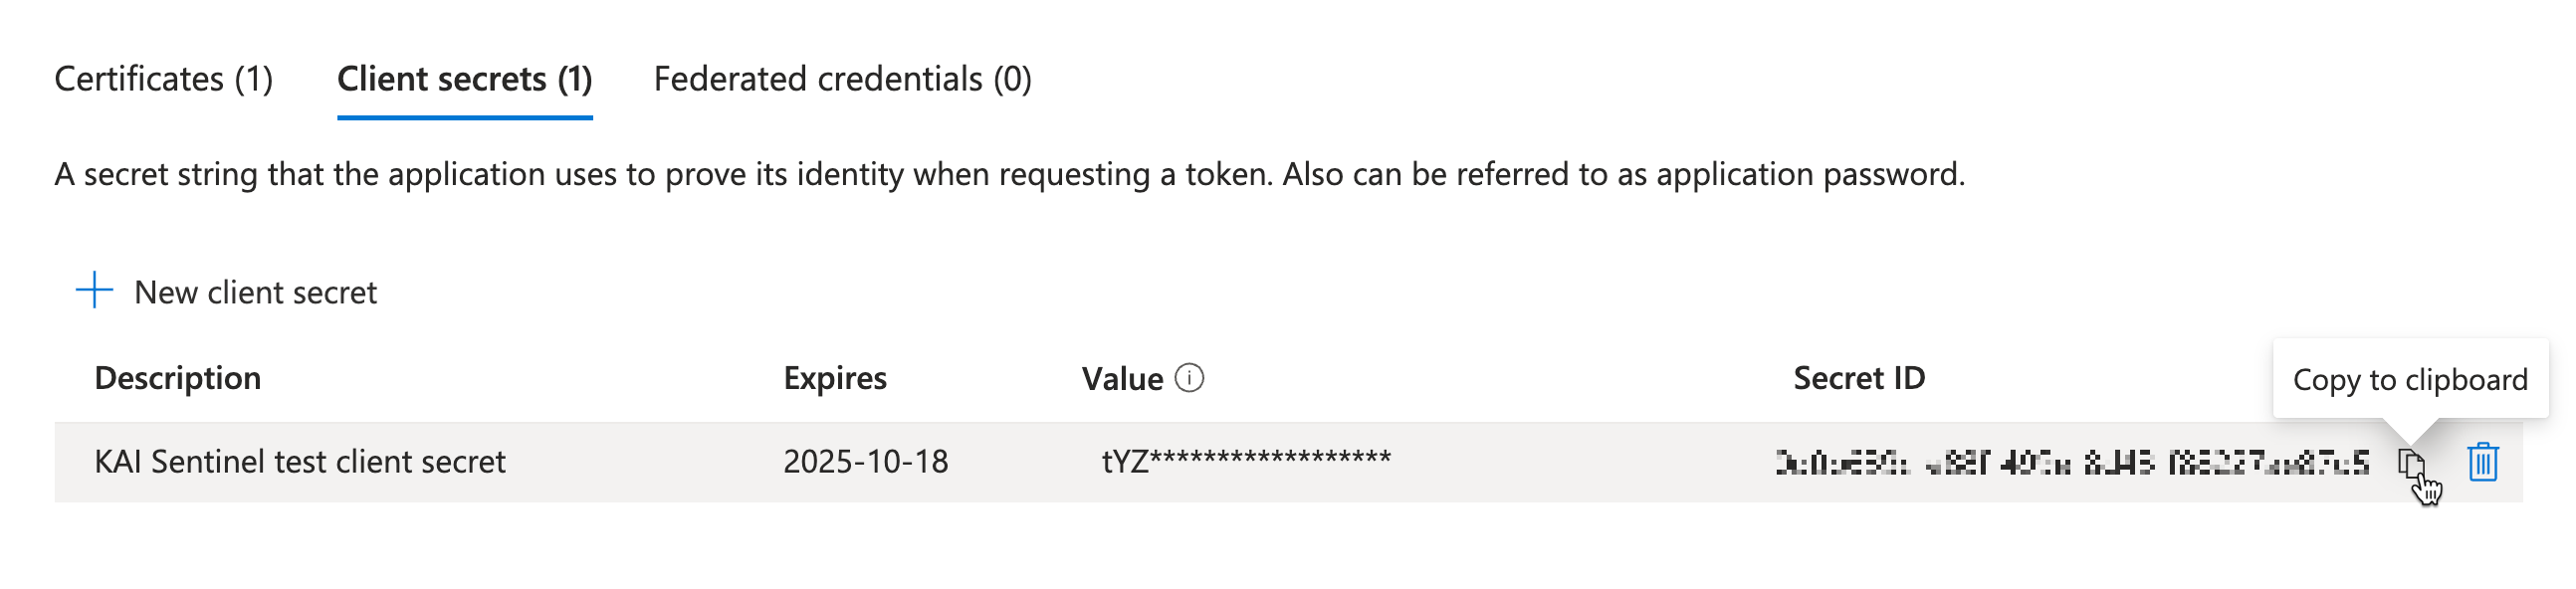 Certificates (1) Client secrets (1) Federated credentials (0)
A secret string that the application uses to prove its identity when requesting a token. Also can be referred to as application password.
New client secret
Description Expires Value Secret ID Copy to clipboard
KAI Sentinel test client secret 2025-10-18 tYZ******************